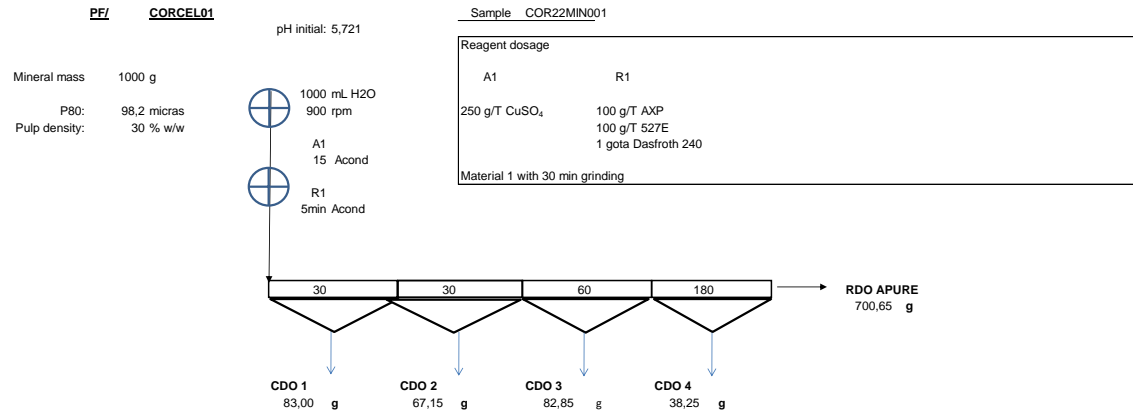 PF/ CORCEL01
Sample COR22MIN001
pH initial: 5,721
Reagent dosage
Mineral mass 1000 g
A1 R1
1000 mL H2O
P80: 98,2 micras
900 rpm
250 g/T CuSO₄ 100 g/T AXP
Pulp density: 30 % w/w
100 g/T 527E
A1
1 gota Dasfroth 240
15 Acond
Material 1 with 30 min grinding
R1
5min Acond
30 30 60 180
RDO APURE
700,65 g
CDO 1 CDO 2 CDO 3 CDO 4
83,00 g 67,15 g 82,85 g 38,25 g